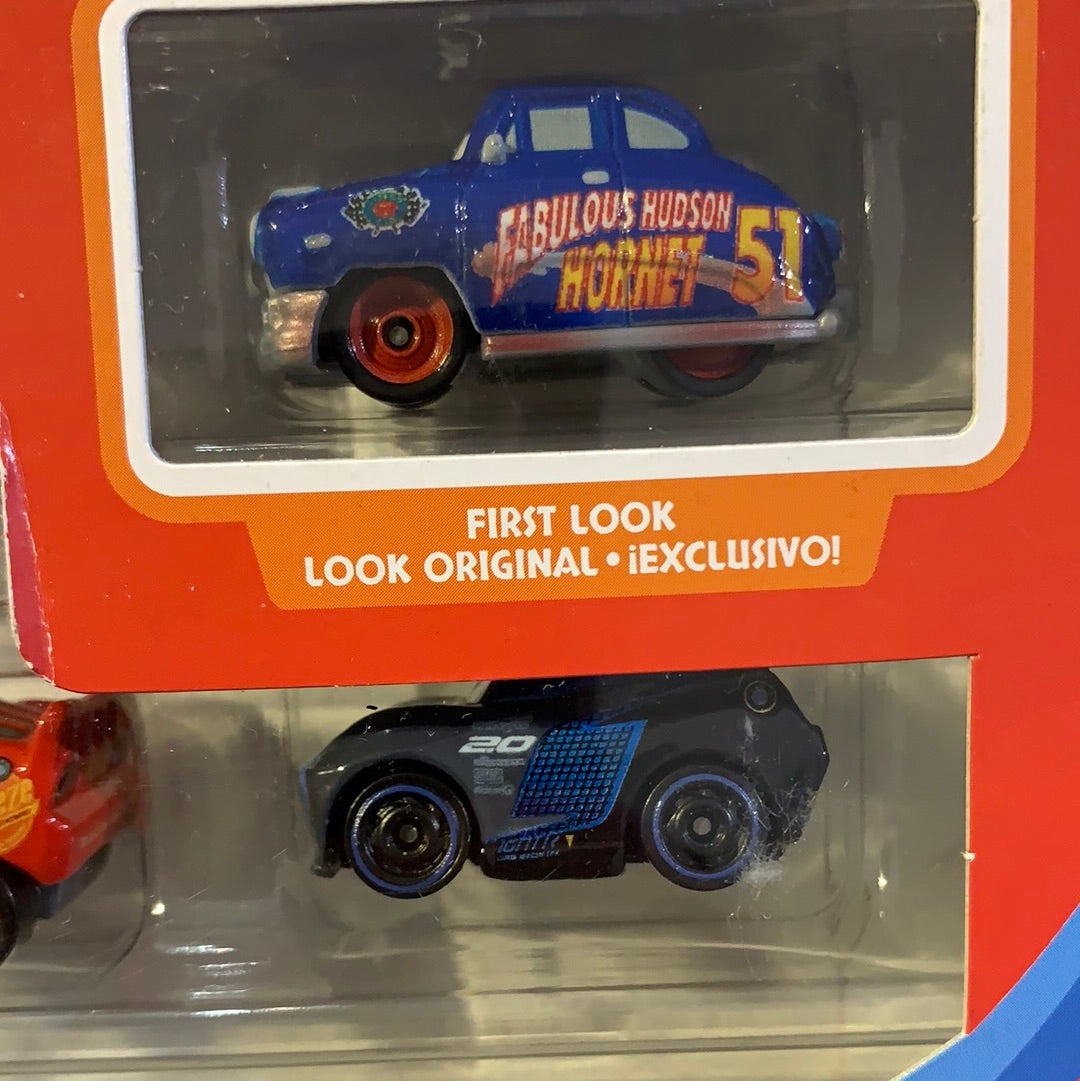 FABULOUS HUDSON
HORNET 51
FIRST LOOK
LOOK ORIGINAL • ¡EXCLUSIVO!
20